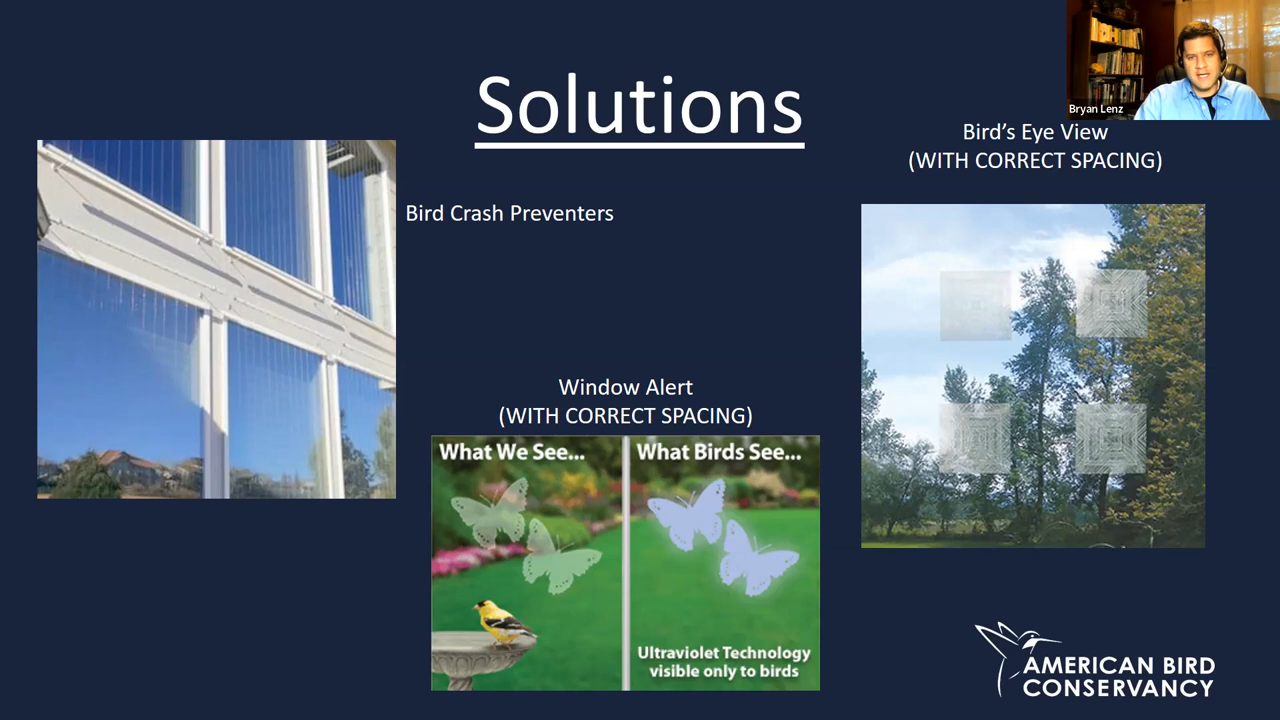 Solutions
Bryan Lenz
Bird's Eye View
(WITH CORRECT SPACING)
Bird Crash Preventers
Window Alert
(WITH CORRECT SPACING)
What We See...
What Birds See...
Ultraviolet Technology
visible only to birds
AMERICAN BIRD
CONSERVANCY